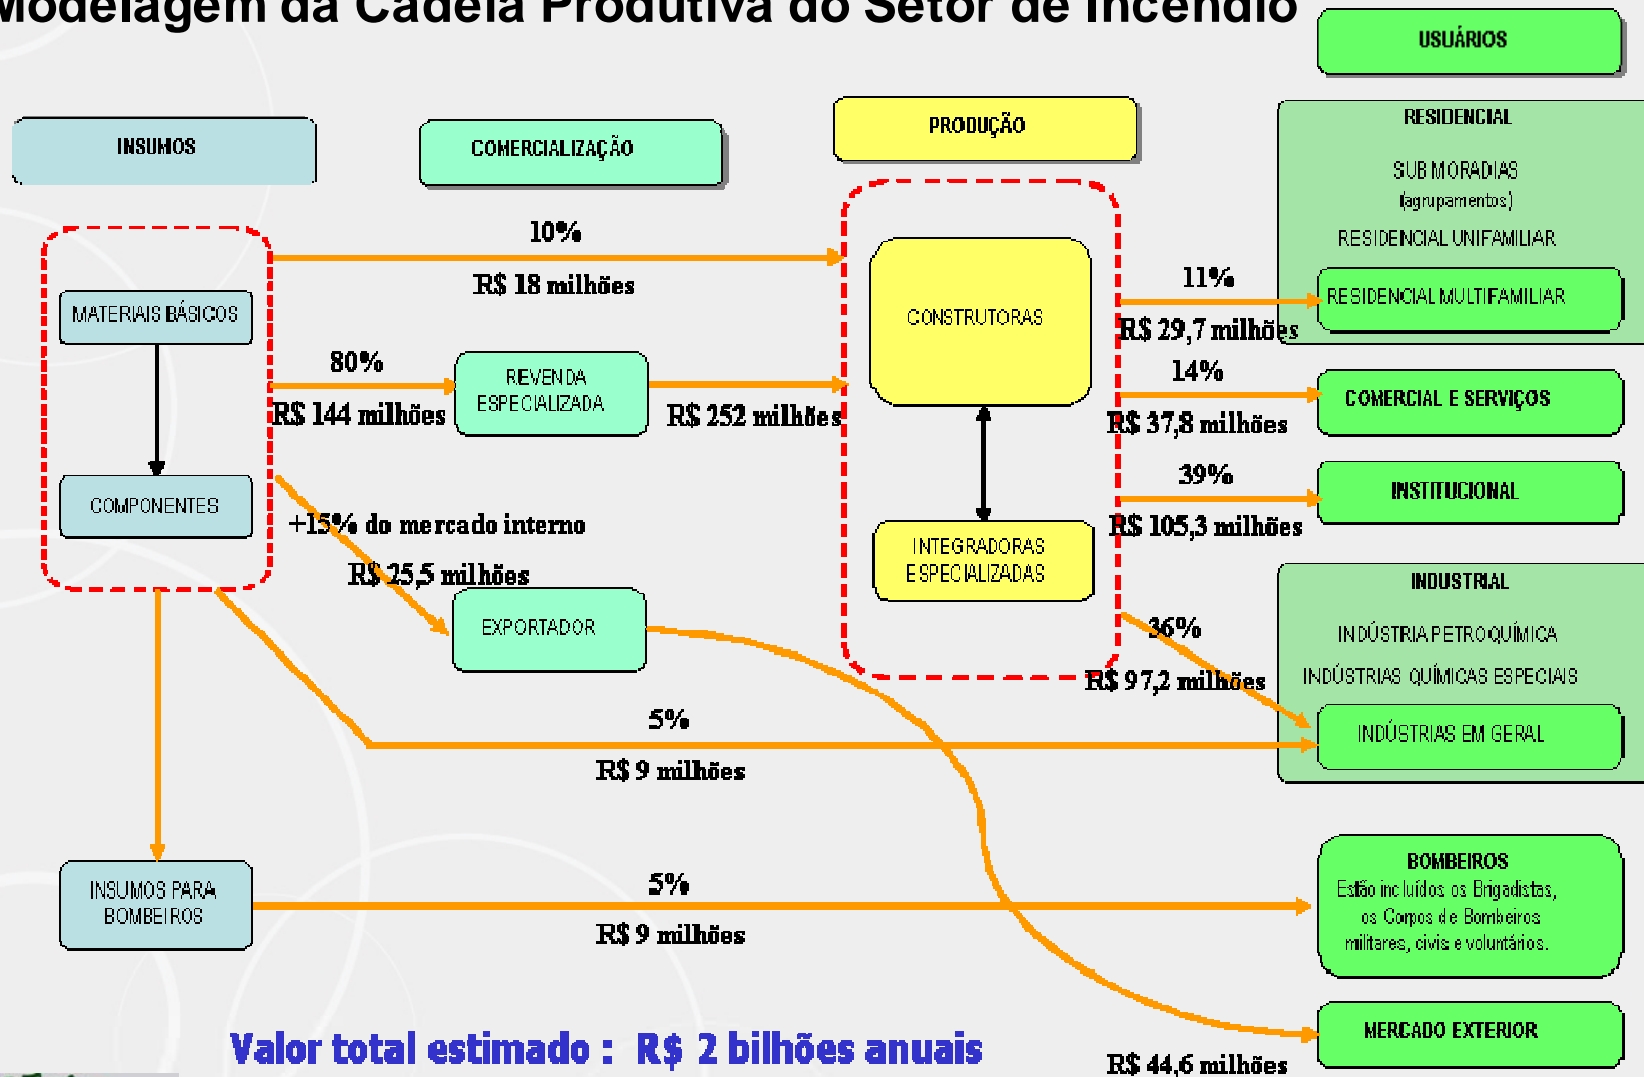 Modelagem da Cadeia Produtiva do Setor de Incêndio
USUÁRIOS
INSUMOS
COMERCIALIZAÇÃO
PRODUÇÃO
RESIDENCIAL
SUB MORADIAS
(agrupamentos)
RESIDENCIAL UNIFAMILIAR
RESIDENCIAL MULTIFAMILIAR
10%
R$ 18 milhões
MATERIAIS BÁSICOS
CONSTRUTORAS
11%
R$ 29,7 milhões
80%
R$ 144 milhões
REVENDA
ESPECIALIZADA
R$ 252 milhões
14%
R$ 37,8 milhões
COMERCIAL E SERVIÇOS
COMPONENTES
39%
R$ 105,3 milhões
INSTITUCIONAL
+15% do mercado interno
R$ 25,5 milhões
INTEGRADORAS
ESPECIALIZADAS
EXPORTADOR
36%
R$ 97,2 milhões
INDUSTRIAL
INDÚSTRIA PETROQUÍMICA
INDÚSTRIAS QUÍMICAS ESPECIAIS
INDÚSTRIAS EM GERAL
5%
R$ 9 milhões
INSUMOS PARA
BOMBEIROS
5%
R$ 9 milhões
BOMBEIROS
Estão incluídos os Brigadistas,
os Corpos de Bombeiros
militares, civis e voluntários.
MERCADO EXTERIOR
R$ 44,6 milhões
Valor total estimado : R$ 2 bilhões anuais